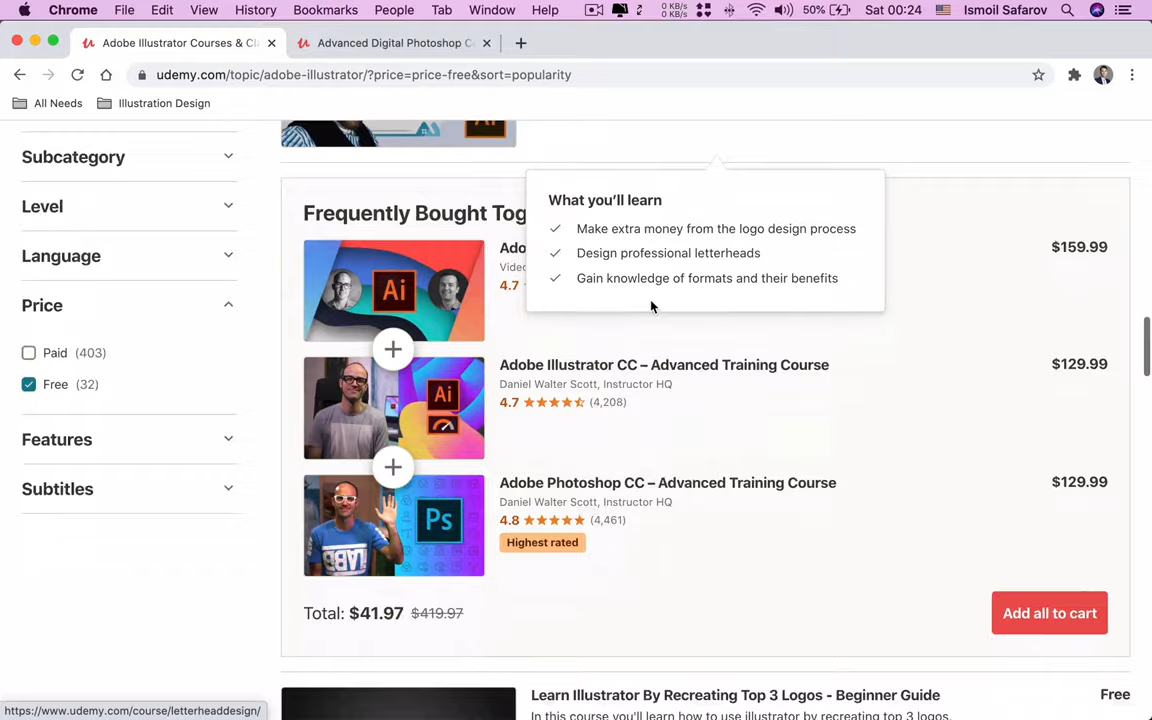 Chrome File Edit View History Bookmarks People Tab Window Help 0 KB/s 0 KB/s 50% Sat 00:24 Ismoil Safarov
Adobe Illustrator Courses & Cl
Advanced Digital Photoshop C
udemy.com/topic/adobe-illustrator/?price=price-free&sort=popularity
All Needs Illustration Design
Subcategory
Level
Language
Price
Paid (403)
Free (32)
Features
Subtitles
What you'll learn
Make extra money from the logo design process
Design professional letterheads
Gain knowledge of formats and their benefits
Frequently Bought Tog
Ado
$159.99
Video
4.7
Ai
Adobe Illustrator CC – Advanced Training Course
$129.99
Daniel Walter Scott, Instructor HQ
4.7 (4,208)
Ai
Adobe Photoshop CC – Advanced Training Course
$129.99
Daniel Walter Scott, Instructor HQ
4.8 (4,461)
Highest rated
Ps
Total: $41.97 $419.97
Add all to cart
Learn Illustrator By Recreating Top 3 Logos - Beginner Guide
Free
In this course you'll learn how to use illustrator by recreating top 3 logos.
https://www.udemy.com/course/letterheaddesign/